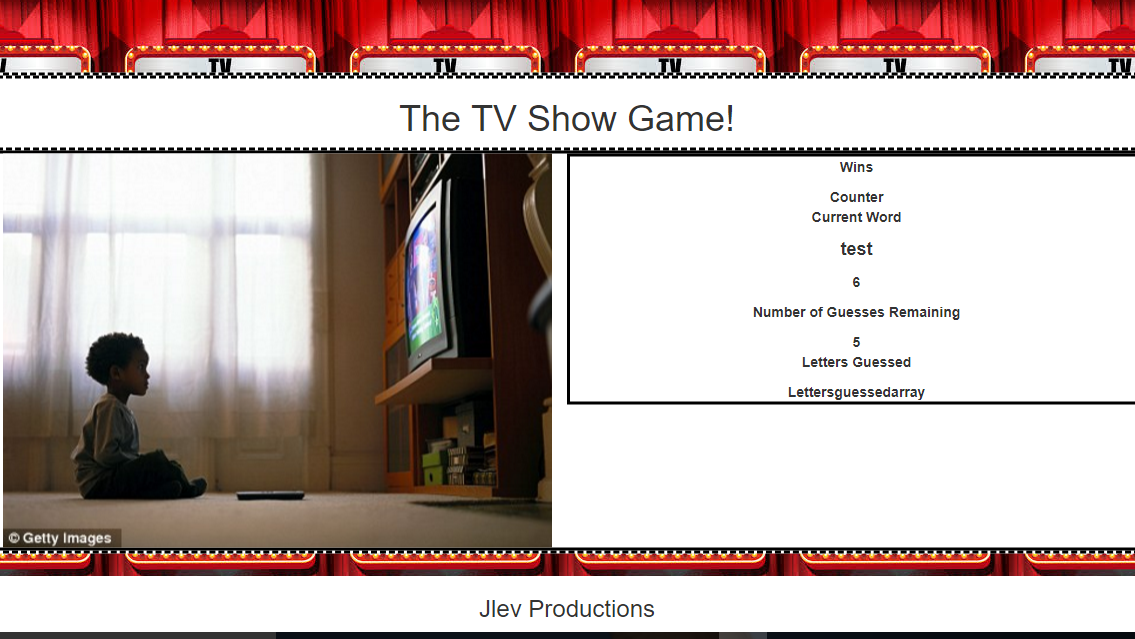 TV TV TV TV TV
The TV Show Game!
Wins
Counter
Current Word
test
6
Number of Guesses Remaining
5
Letters Guessed
Lettersguessedarray
© Getty Images
Jlev Productions